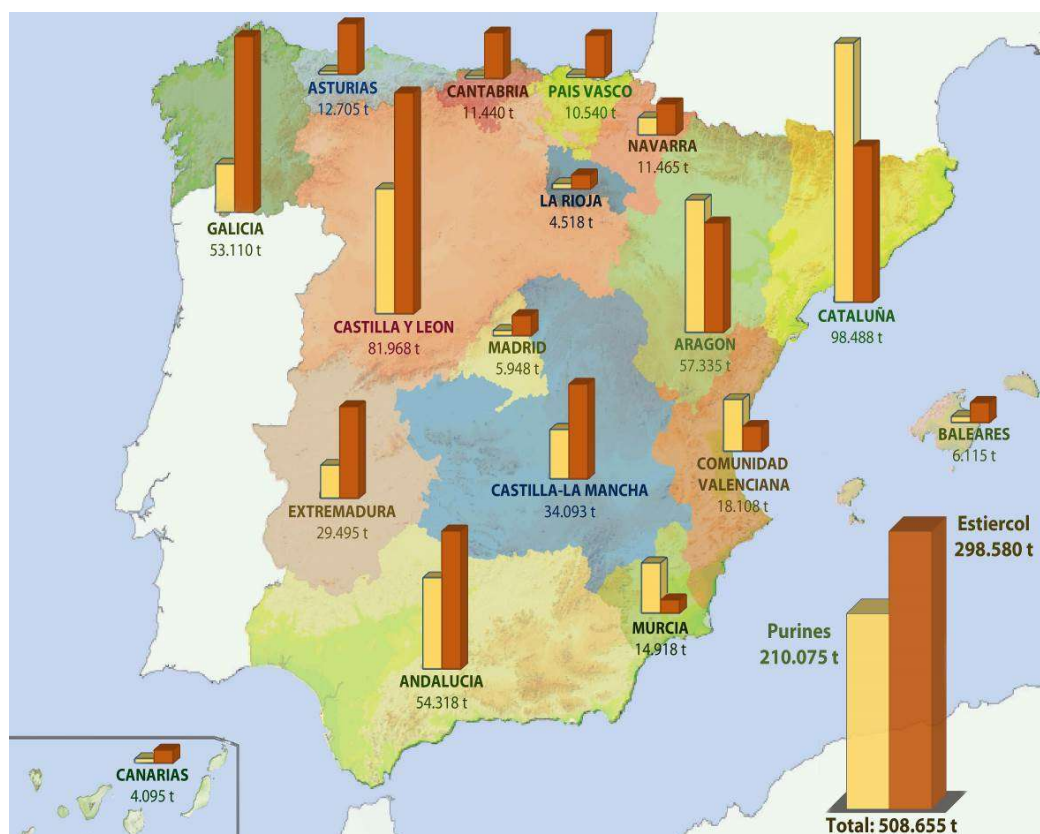 ASTURIAS
12.705 t
CANTABRIA
11.440 t
PAIS VASCO
10.540 t
NAVARRA
11.465 t
LA RIOJA
4.518 t
GALICIA
53.110 t
CASTILLA Y LEON
81.968 t
MADRID
5.948 t
ARAGON
57.335 t
CATALUÑA
98.488 t
BALEARES
6.115 t
COMUNIDAD
VALENCIANA
18.108 t
EXTREMADURA
29.495 t
CASTILLA-LA MANCHA
34.093 t
MURCIA
14.918 t
ANDALUCIA
54.318 t
CANARIAS
4.095 t
Estiercol
298.580 t
Purines
210.075 t
Total: 508.655 t